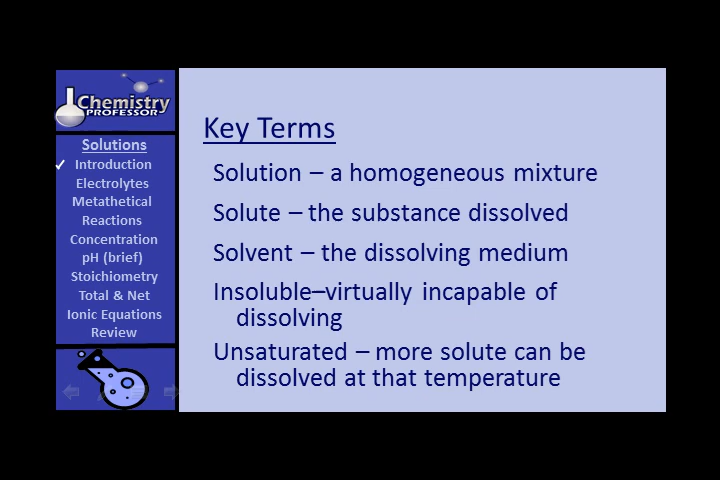 Chemistry
PROFESSOR
Solutions
✓ Introduction
Electrolytes
Metathetical
Reactions
Concentration
pH (brief)
Stoichiometry
Total & Net
Ionic Equations
Review
Key Terms
Solution – a homogeneous mixture
Solute – the substance dissolved
Solvent – the dissolving medium
Insoluble–virtually incapable of
dissolving
Unsaturated – more solute can be
dissolved at that temperature